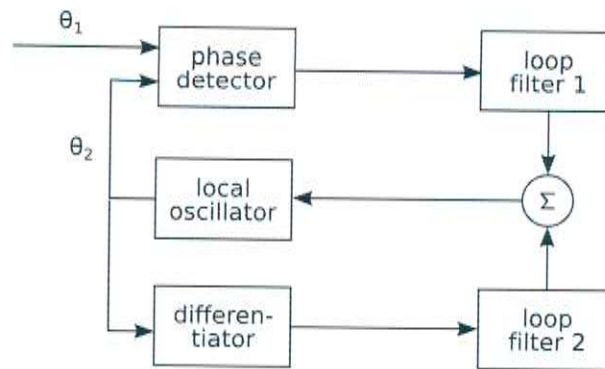 θ1
phase
detector
loop
filter 1
θ2
local
oscillator
Σ
differen-
tiator
loop
filter 2